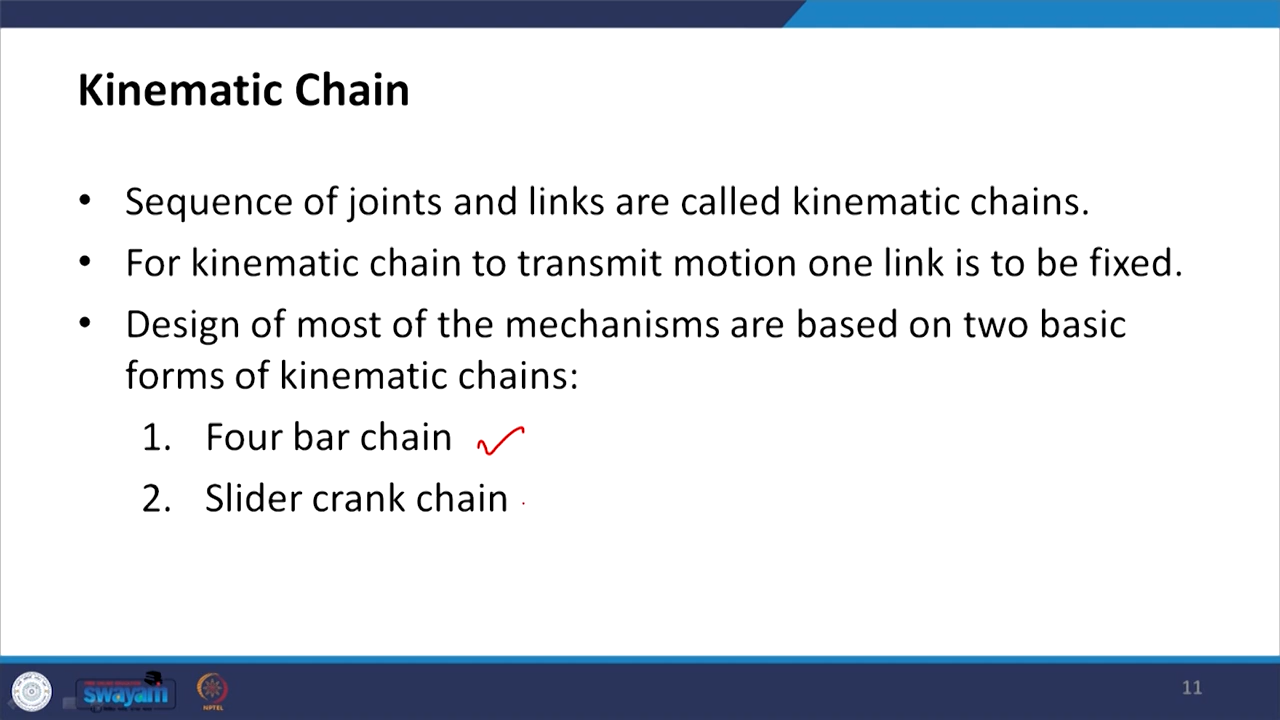 Kinematic Chain
• Sequence of joints and links are called kinematic chains.
• For kinematic chain to transmit motion one link is to be fixed.
• Design of most of the mechanisms are based on two basic
forms of kinematic chains:
1. Four bar chain
2. Slider crank chain
swayam
NPTEL
11